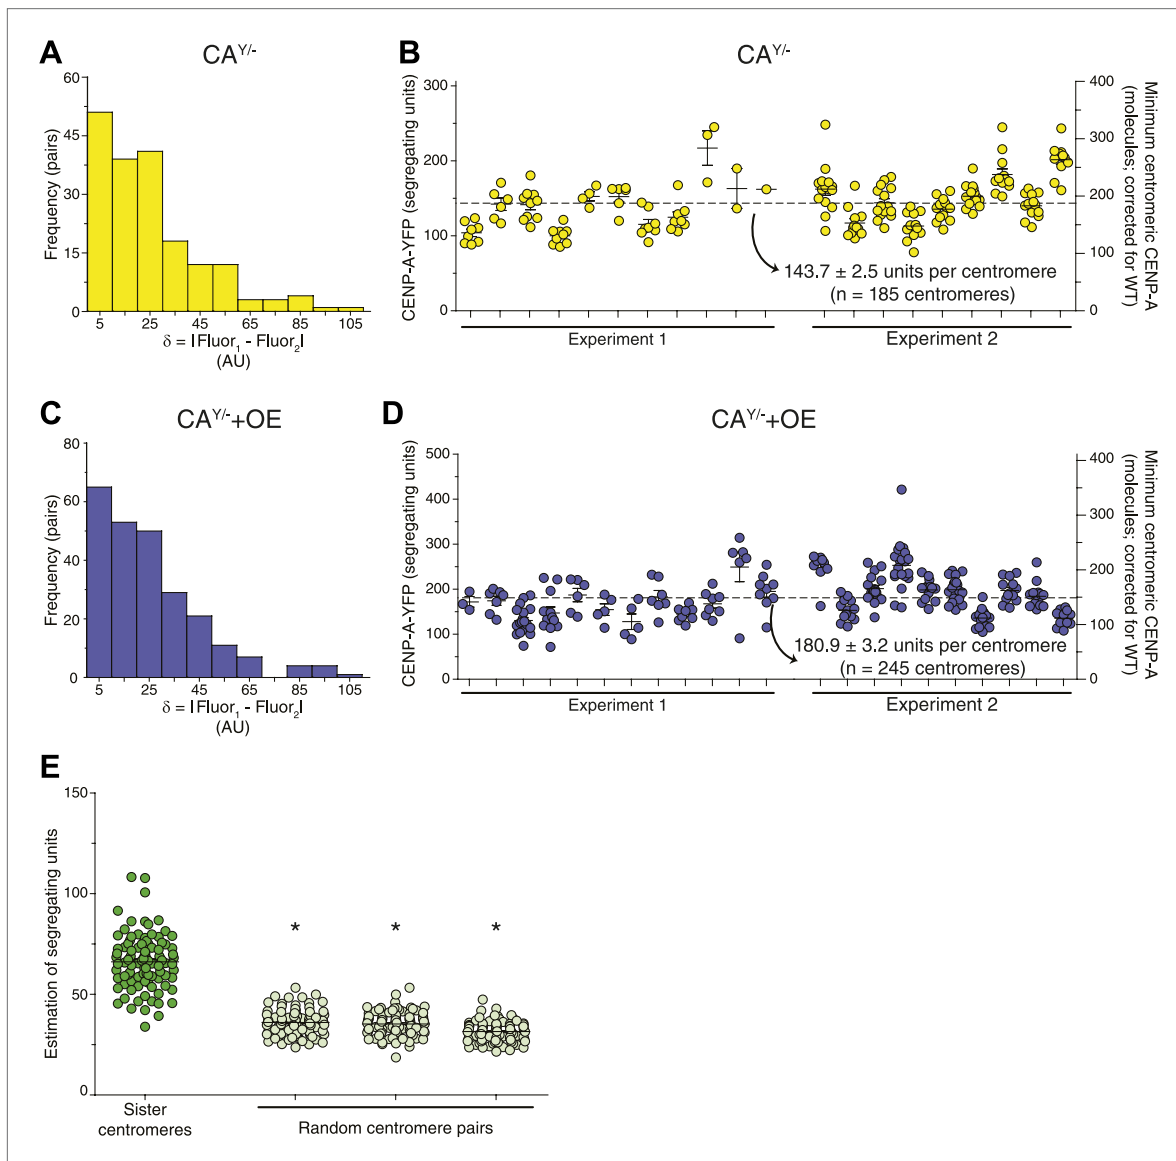 A
CA^Y/-
Frequency (pairs)
60
45
30
15
0
5 25 45 65 85 105
δ = |Fluor₁ - Fluor₂|
(AU)
B
CA^Y/-
CENP-A-YFP (segregating units)
300
200
100
0
400
300
200
100
0
Minimum centromeric CENP-A
(molecules; corrected for WT)
143.7 ± 2.5 units per centromere
(n = 185 centromeres)
Experiment 1
Experiment 2
C
CA^Y/-+OE
Frequency (pairs)
80
60
40
20
0
5 25 45 65 85 105
δ = |Fluor₁ - Fluor₂|
(AU)
D
CA^Y/-+OE
CENP-A-YFP (segregating units)
500
400
300
200
100
0
400
300
200
100
0
Minimum centromeric CENP-A
(molecules; corrected for WT)
180.9 ± 3.2 units per centromere
(n = 245 centromeres)
Experiment 1
Experiment 2
E
Estimation of segregating units
150
100
50
0
* * *
Sister
centromeres
Random centromere pairs